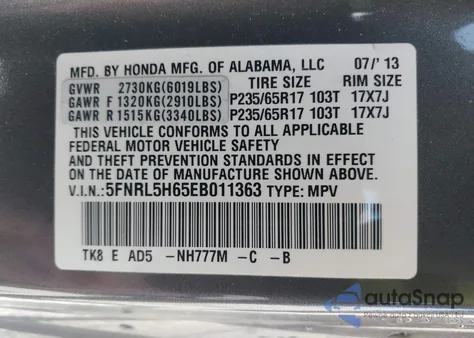 MFD. BY HONDA MFG. OF ALABAMA, LLC 07/' 13
GVWR 2730KG(6019LBS) TIRE SIZE RIM SIZE
GAWR F 1320KG(2910LBS) P235/65R17 103T 17X7J
GAWR R 1515KG(3340LBS) P235/65R17 103T 17X7J
THIS VEHICLE CONFORMS TO ALL APPLICABLE
FEDERAL MOTOR VEHICLE SAFETY
AND THEFT PREVENTION STANDARDS IN EFFECT
ON THE DATE OF MANUFACTURE SHOWN ABOVE.
V.I.N: 5FNRL5H65EB011363 TYPE: MPV
TK8 E AD5 -NH777M -C -B
autoSnap